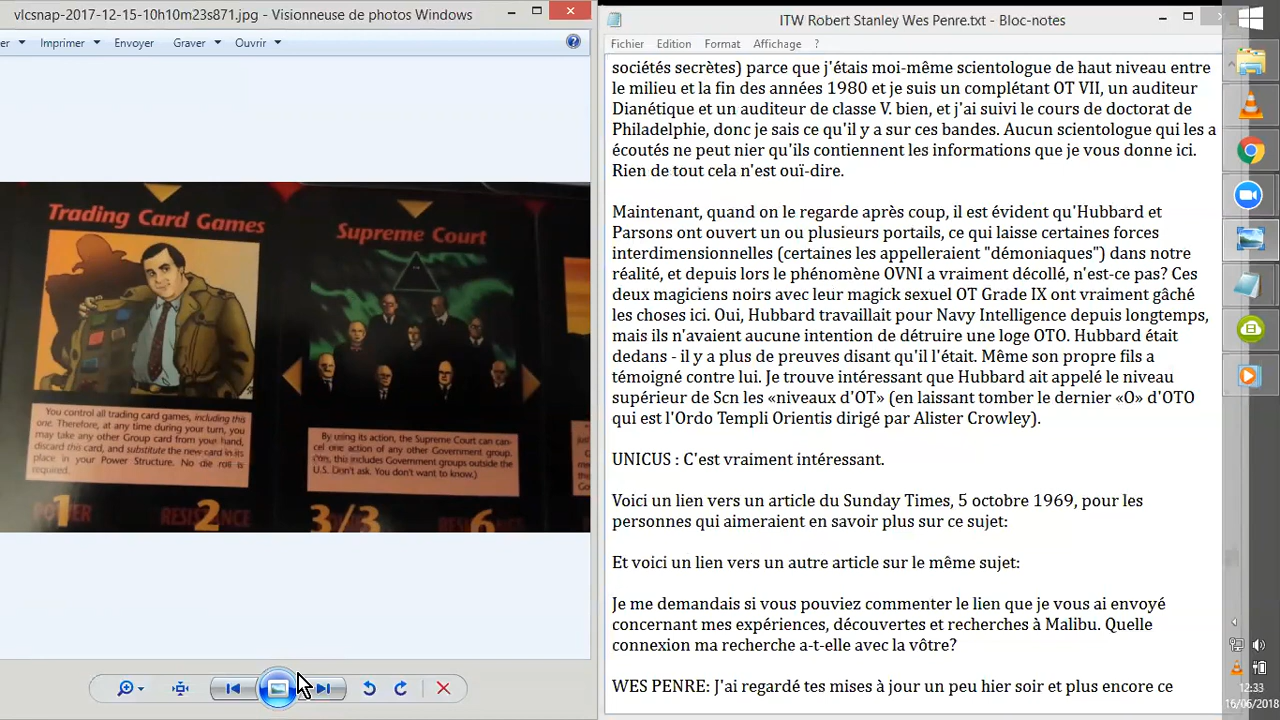 vlcsnap-2017-12-15-10h10m23s871.jpg - Visionneuse de photos Windows
Imprimer
Envoyer
Graver
Ouvrir
Trading Card Games
You control all trading card games, including this
one. Therefore, at any time during your turn, you
may take any other Group card from your hand,
discard this card, and substitute the new card in its
place in your Power Structure. No die roll is
required.
1
2
Supreme Court
By using its action, the Supreme Court can can-
cel one action of any other Government group.
(Yes, this includes Government groups outside the
U.S. Don't ask. You don't want to know.)
3/3
6
ITW Robert Stanley Wes Penre.txt - Bloc-notes
Fichier Edition Format Affichage ?
sociétés secrètes) parce que j'étais moi-même scientologue de haut niveau entre
le milieu et la fin des années 1980 et je suis un complétant OT VII, un auditeur
Dianétique et un auditeur de classe V. bien, et j'ai suivi le cours de doctorat de
Philadelphie, donc je sais ce qu'il y a sur ces bandes. Aucun scientologue qui les a
écoutés ne peut nier qu'ils contiennent les informations que je vous donne ici.
Rien de tout cela n'est ouï-dire.
Maintenant, quand on le regarde après coup, il est évident qu'Hubbard et
Parsons ont ouvert un ou plusieurs portails, ce qui laisse certaines forces
interdimensionnelles (certaines les appelleraient "démoniaques") dans notre
réalité, et depuis lors le phénomène OVNI a vraiment décollé, n'est-ce pas? Ces
deux magiciens noirs avec leur magick sexuel OT Grade IX ont vraiment gâché
les choses ici. Oui, Hubbard travaillait pour Navy Intelligence depuis longtemps,
mais ils n'avaient aucune intention de détruire une loge OTO. Hubbard était
dedans - il y a plus de preuves disant qu'il l'était. Même son propre fils a
témoigné contre lui. Je trouve intéressant que Hubbard ait appelé le niveau
supérieur de Scn les «niveaux d'OT» (en laissant tomber le dernier «O» d'OTO
qui est l'Ordo Templi Orientis dirigé par Alister Crowley).
UNICUS : C'est vraiment intéressant.
Voici un lien vers un article du Sunday Times, 5 octobre 1969, pour les
personnes qui aimeraient en savoir plus sur ce sujet:
Et voici un lien vers un autre article sur le même sujet:
Je me demandais si vous pouviez commenter le lien que je vous ai envoyé
concernant mes expériences, découvertes et recherches à Malibu. Quelle
connexion ma recherche a-t-elle avec la vôtre?
WES PENRE: J'ai regardé tes mises à jour un peu hier soir et plus encore ce
12:33
16/06/2018